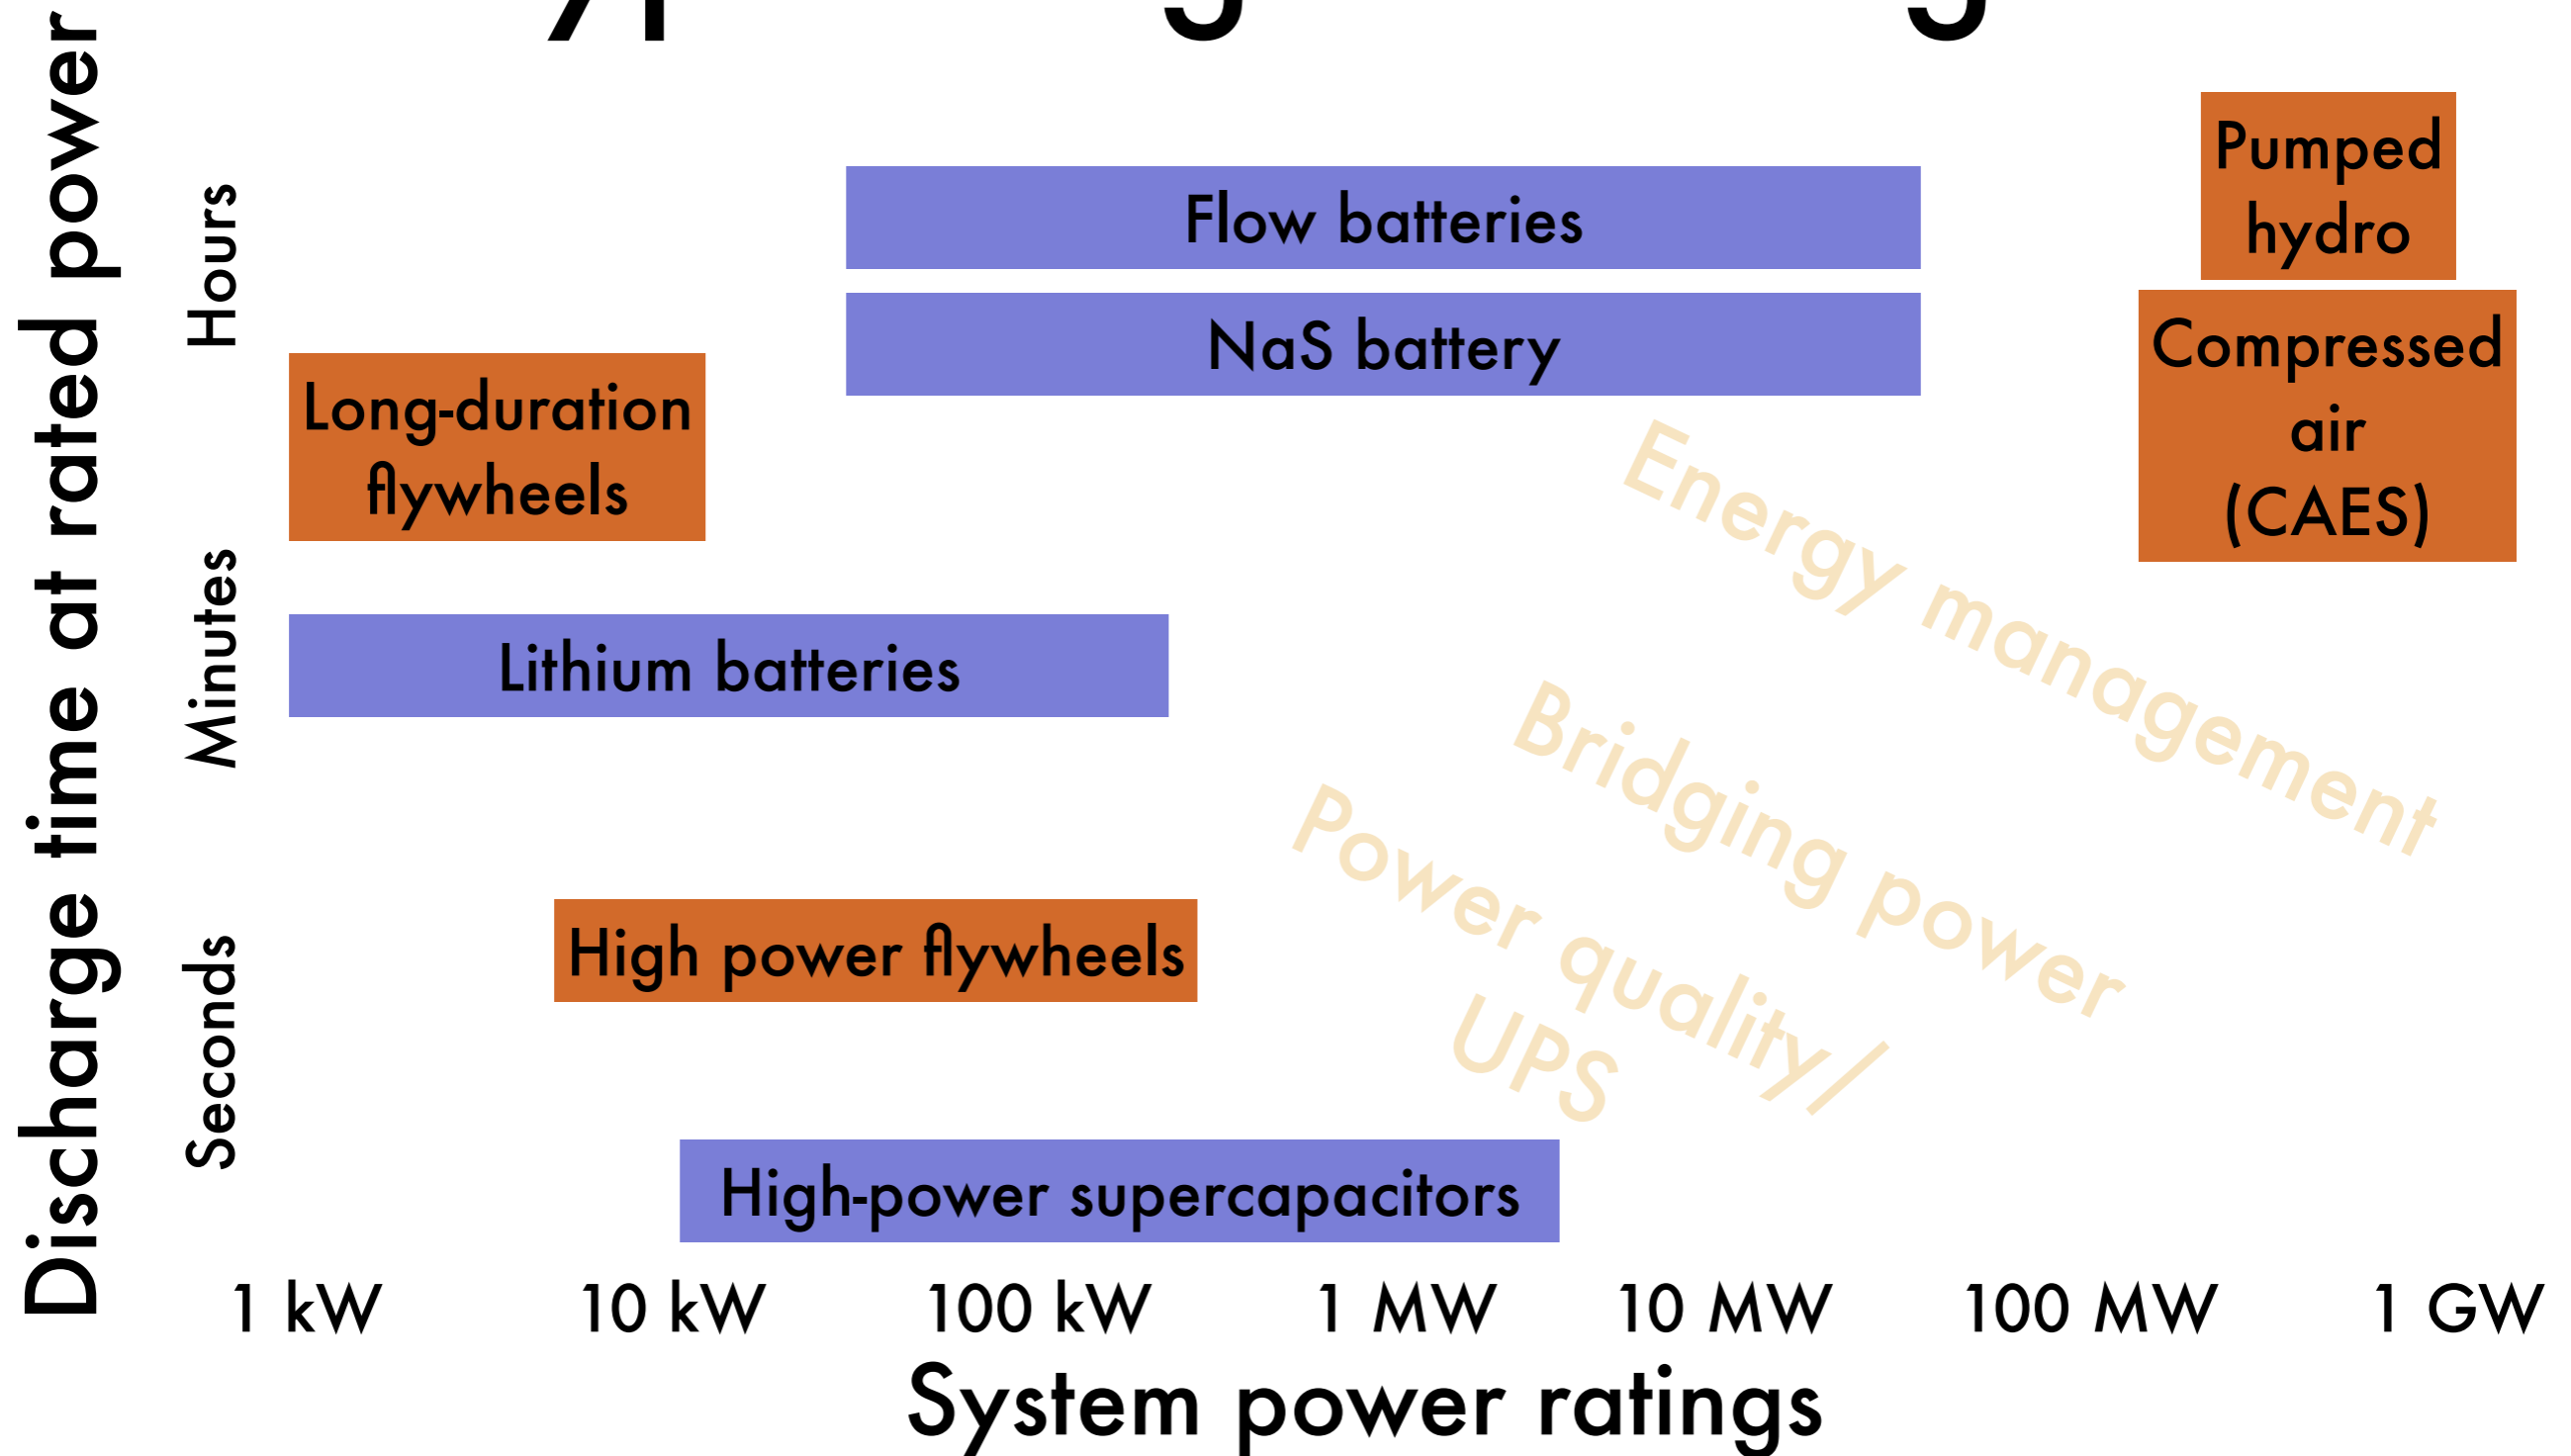 Discharge time at rated power
Hours
Minutes
Seconds
Pumped
hydro
Flow batteries
NaS battery
Compressed
air
(CAES)
Long-duration
flywheels
Energy management
Lithium batteries
Bridging power
Power quality/
UPS
High power flywheels
High-power supercapacitors
1 kW
10 kW
100 kW
1 MW
10 MW
100 MW
1 GW
System power ratings